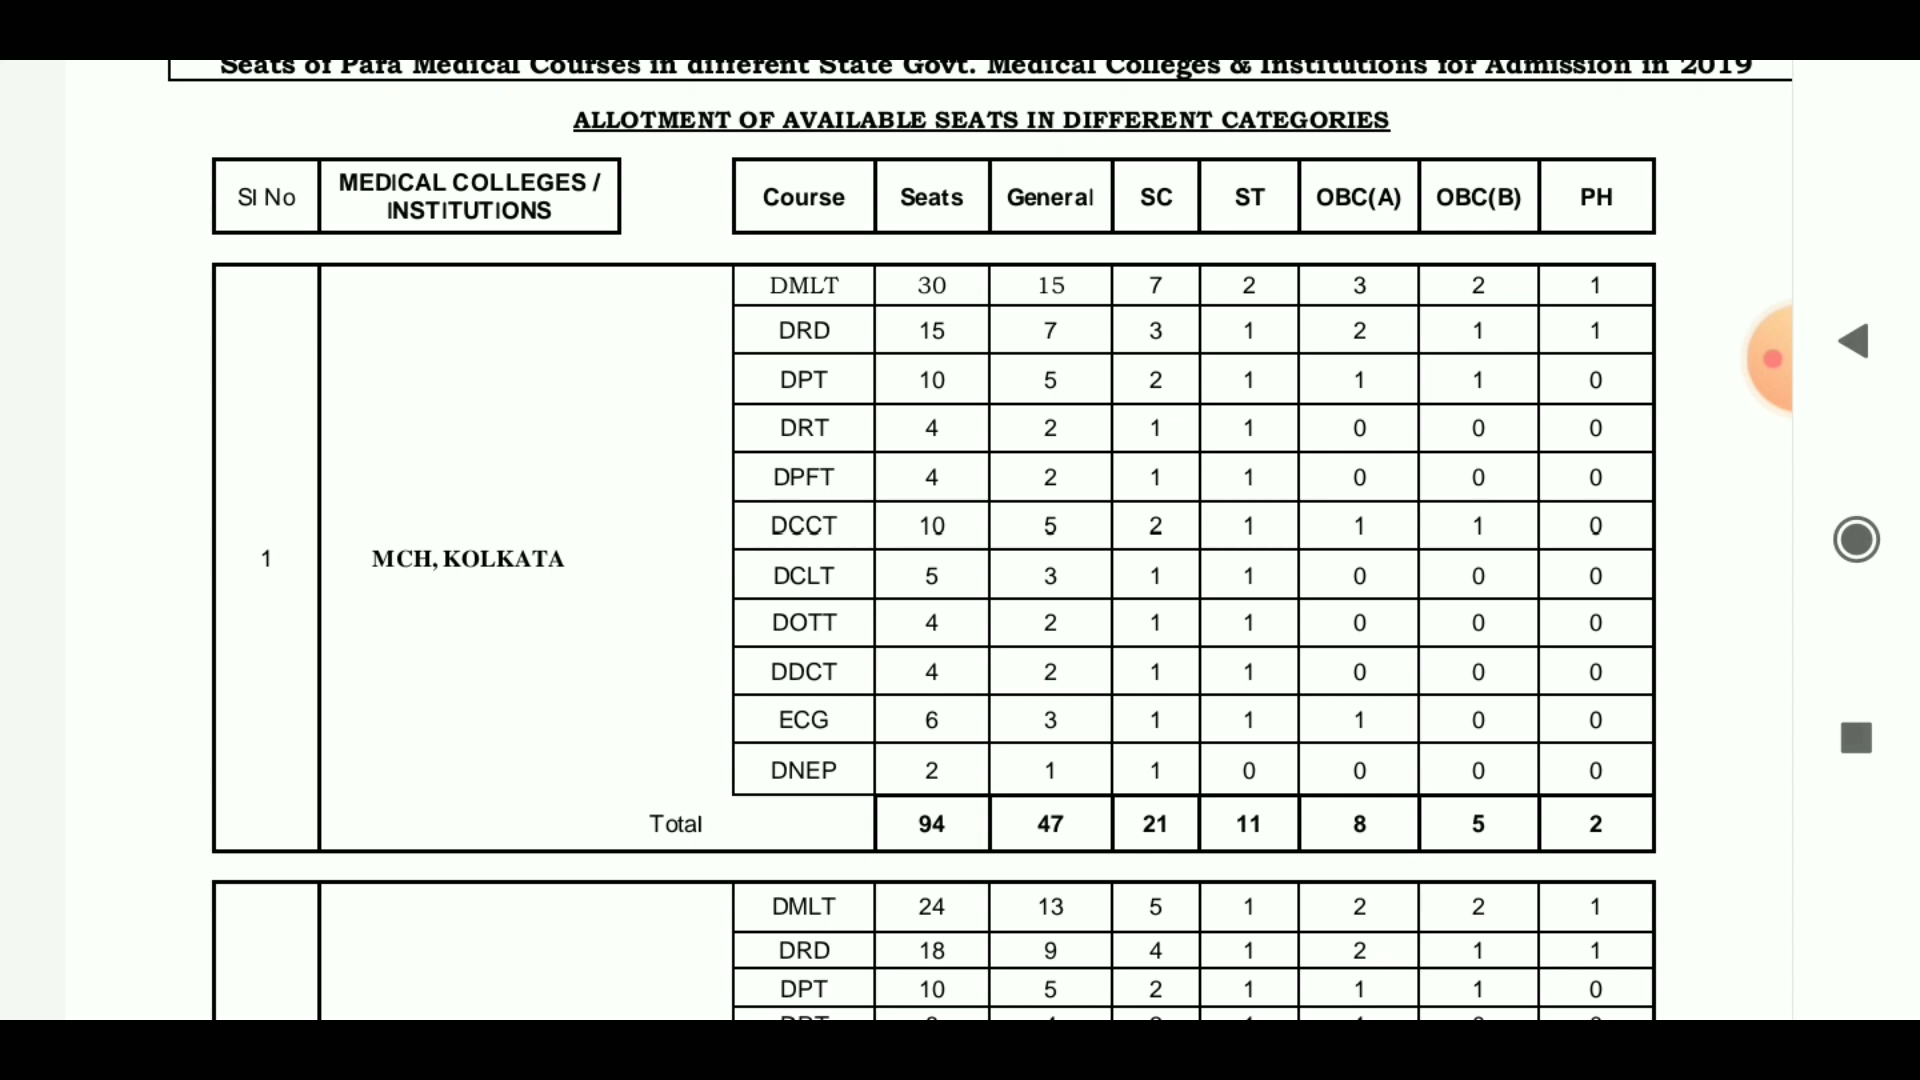 Seats of Para Medical Courses in different State Govt. Medical Colleges & Institutions for Admission in 2019
ALLOTMENT OF AVAILABLE SEATS IN DIFFERENT CATEGORIES
Sl No MEDICAL COLLEGES / INSTITUTIONS Course Seats General SC ST OBC(A) OBC(B) PH
DMLT 30 15 7 2 3 2 1
DRD 15 7 3 1 2 1 1
DPT 10 5 2 1 1 1 0
DRT 4 2 1 1 0 0 0
DPFT 4 2 1 1 0 0 0
DCCT 10 5 2 1 1 1 0
1 MCH, KOLKATA
DCLT 5 3 1 1 0 0 0
DOTT 4 2 1 1 0 0 0
DDCT 4 2 1 1 0 0 0
ECG 6 3 1 1 1 0 0
DNEP 2 1 1 0 0 0 0
Total 94 47 21 11 8 5 2
DMLT 24 13 5 1 2 2 1
DRD 18 9 4 1 2 1 1
DPT 10 5 2 1 1 1 0